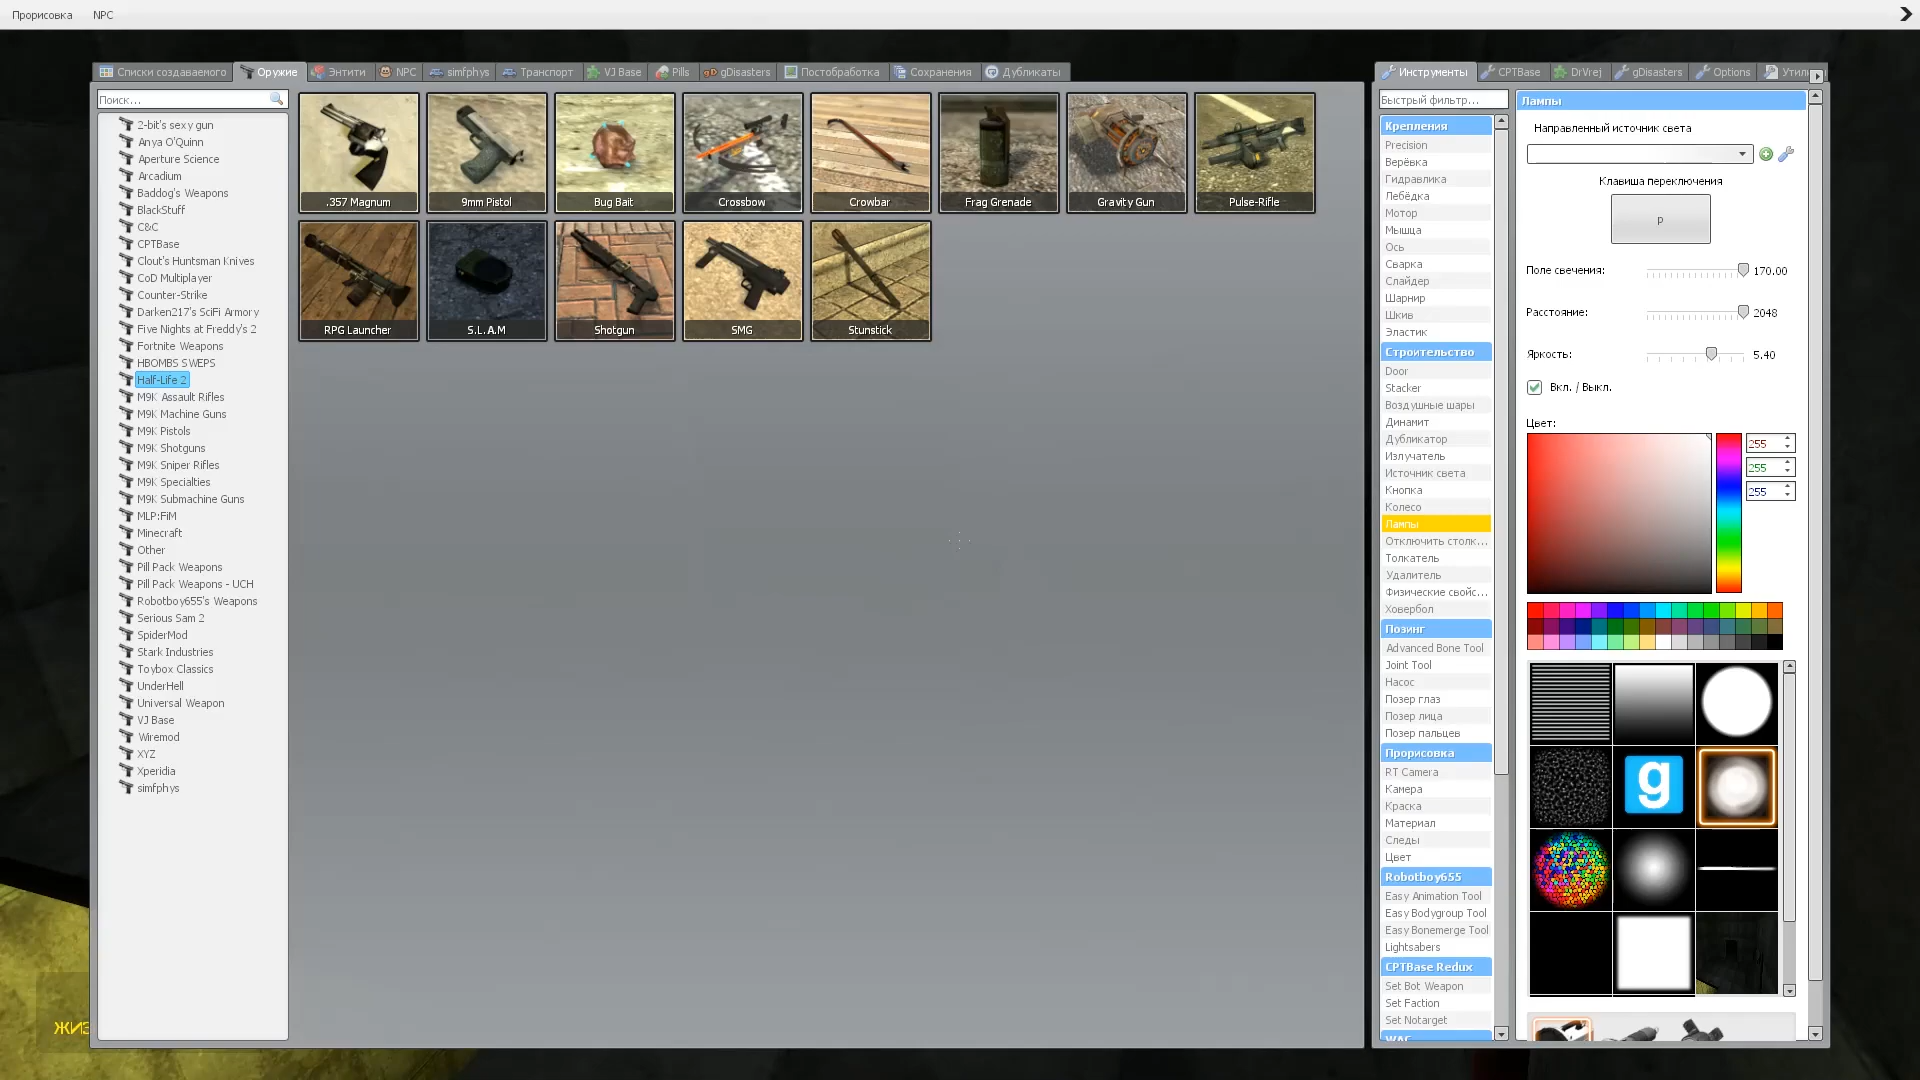 Прорисовка NPC
Списки создаваемого Оружие Энтити NPC simfphys Транспорт VJ Base Pills gDisasters Постобработка Сохранения Дубликаты
Инструменты CPTBase DrVrej gDisasters Options Утили
Поиск...
2-bit's sexy gun
Anya O'Quinn
Aperture Science
Arcadium
Baddog's Weapons
BlackStuff
C&C
CPTBase
Clout's Huntsman Knives
CoD Multiplayer
Counter-Strike
Darken217's SciFi Armory
Five Nights at Freddy's 2
Fortnite Weapons
HBOMBS SWEPS
Half-Life 2
M9K Assault Rifles
M9K Machine Guns
M9K Pistols
M9K Shotguns
M9K Sniper Rifles
M9K Specialties
M9K Submachine Guns
MLP:FiM
Minecraft
Other
Pill Pack Weapons
Pill Pack Weapons - UCH
Robotboy655's Weapons
Serious Sam 2
SpiderMod
Stark Industries
Toybox Classics
UnderHell
Universal Weapon
VJ Base
Wiremod
XYZ
Xperidia
simfphys
.357 Magnum 9mm Pistol Bug Bait Crossbow Crowbar Frag Grenade Gravity Gun Pulse-Rifle
RPG Launcher S.L.A.M Shotgun SMG Stunstick
Быстрый фильтр...
Крепления
Precision
Верёвка
Гидравлика
Лебёдка
Мотор
Мышца
Ось
Сварка
Слайдер
Шарнир
Шкив
Эластик
Строительство
Door
Stacker
Воздушные шары
Динамит
Дубликатор
Излучатель
Источник света
Кнопка
Колесо
Лампы
Отключить столк...
Толкатель
Удалитель
Физические свойс...
Ховербол
Позинг
Advanced Bone Tool
Joint Tool
Насос
Позер глаз
Позер лица
Позер пальцев
Прорисовка
RT Camera
Камера
Краска
Материал
Следы
Цвет
Robotboy655
Easy Animation Tool
Easy Bodygroup Tool
Easy Bonemerge Tool
Lightsabers
CPTBase Redux
Set Bot Weapon
Set Faction
Set Notarget
WAC
Лампы
Направленный источник света
Клавиша переключения
p
Поле свечения: 170.00
Расстояние: 2048
Яркость: 5.40
Вкл. / Выкл.
Цвет:
255
255
255
g
ЖИЗ